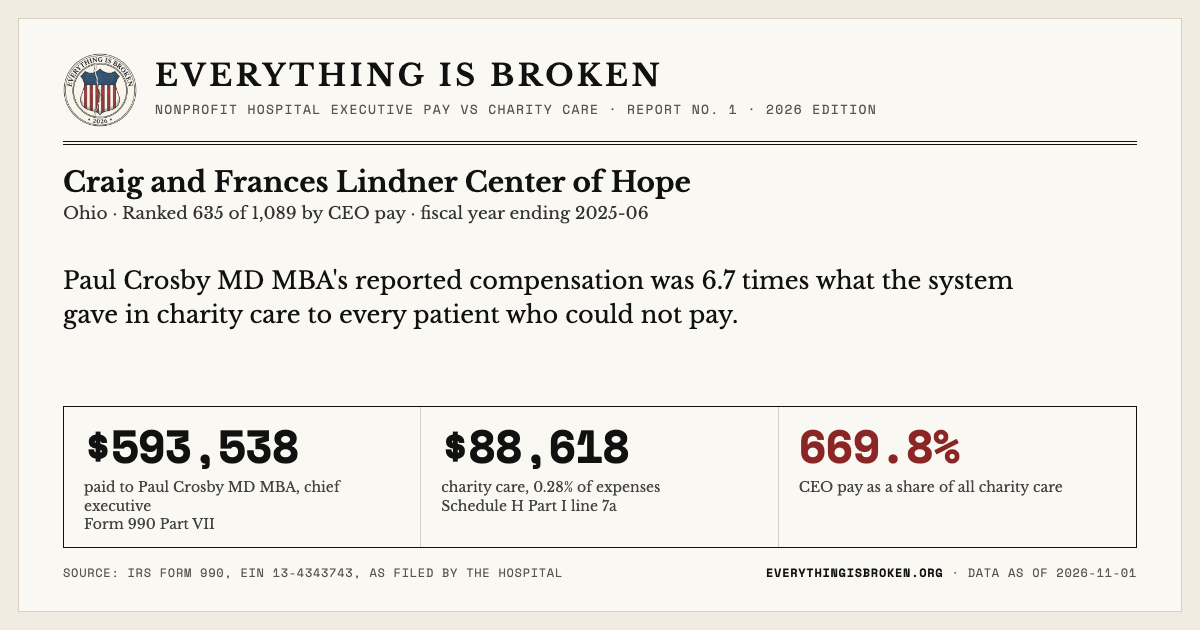 EVERYTHING IS BROKEN
2026
EVERYTHING IS BROKEN
NONPROFIT HOSPITAL EXECUTIVE PAY VS CHARITY CARE · REPORT NO. 1 · 2026 EDITION
Craig and Frances Lindner Center of Hope
Ohio · Ranked 635 of 1,089 by CEO pay · fiscal year ending 2025-06
Paul Crosby MD MBA's reported compensation was 6.7 times what the system
gave in charity care to every patient who could not pay.
$593,538
paid to Paul Crosby MD MBA, chief
executive
Form 990 Part VII
$88,618
charity care, 0.28% of expenses
Schedule H Part I line 7a
669.8%
CEO pay as a share of all charity care
SOURCE: IRS FORM 990, EIN 13-4343743, AS FILED BY THE HOSPITAL
EVERYTHINGISBROKEN.ORG · DATA AS OF 2026-11-01